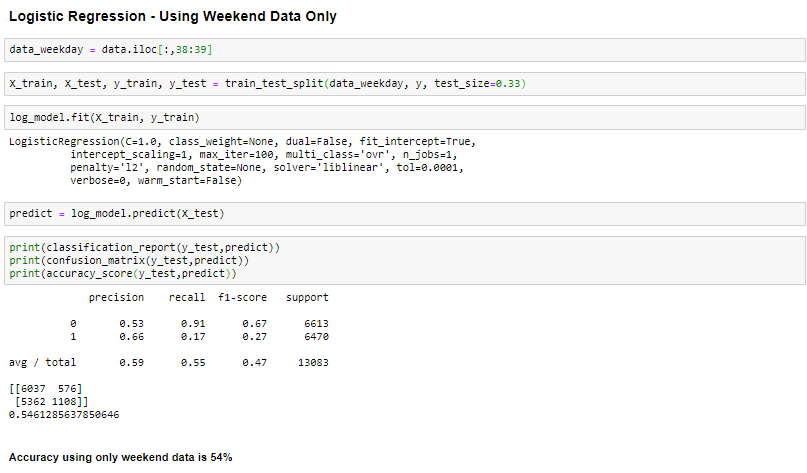 Logistic Regression - Using Weekend Data Only
data_weekday = data.iloc[:,38:39]
X_train, X_test, y_train, y_test = train_test_split(data_weekday, y, test_size=0.33)
log_model.fit(X_train, y_train)
LogisticRegression(C=1.0, class_weight=None, dual=False, fit_intercept=True,
intercept_scaling=1, max_iter=100, multi_class='ovr', n_jobs=1,
penalty='l2', random_state=None, solver='liblinear', tol=0.0001,
verbose=0, warm_start=False)
predict = log_model.predict(X_test)
print(classification_report(y_test,predict))
print(confusion_matrix(y_test,predict))
print(accuracy_score(y_test,predict))
precision recall f1-score support
0 0.53 0.91 0.67 6613
1 0.66 0.17 0.27 6470
avg / total 0.59 0.55 0.47 13083
[[6037 576]
[5362 1108]]
0.5461285637850646
Accuracy using only weekend data is 54%